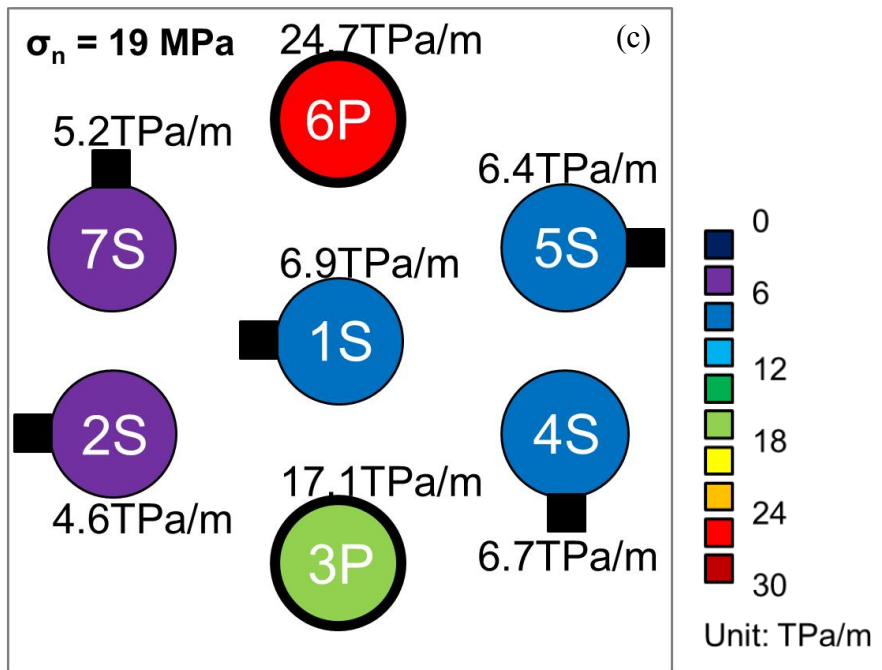 σn = 19 MPa
24.7TPa/m
(c)
6P
5.2TPa/m
7S
6.4TPa/m
5S
6.9TPa/m
1S
2S
4.6TPa/m
4S
6.7TPa/m
17.1TPa/m
3P
0
6
12
18
24
30
Unit: TPa/m